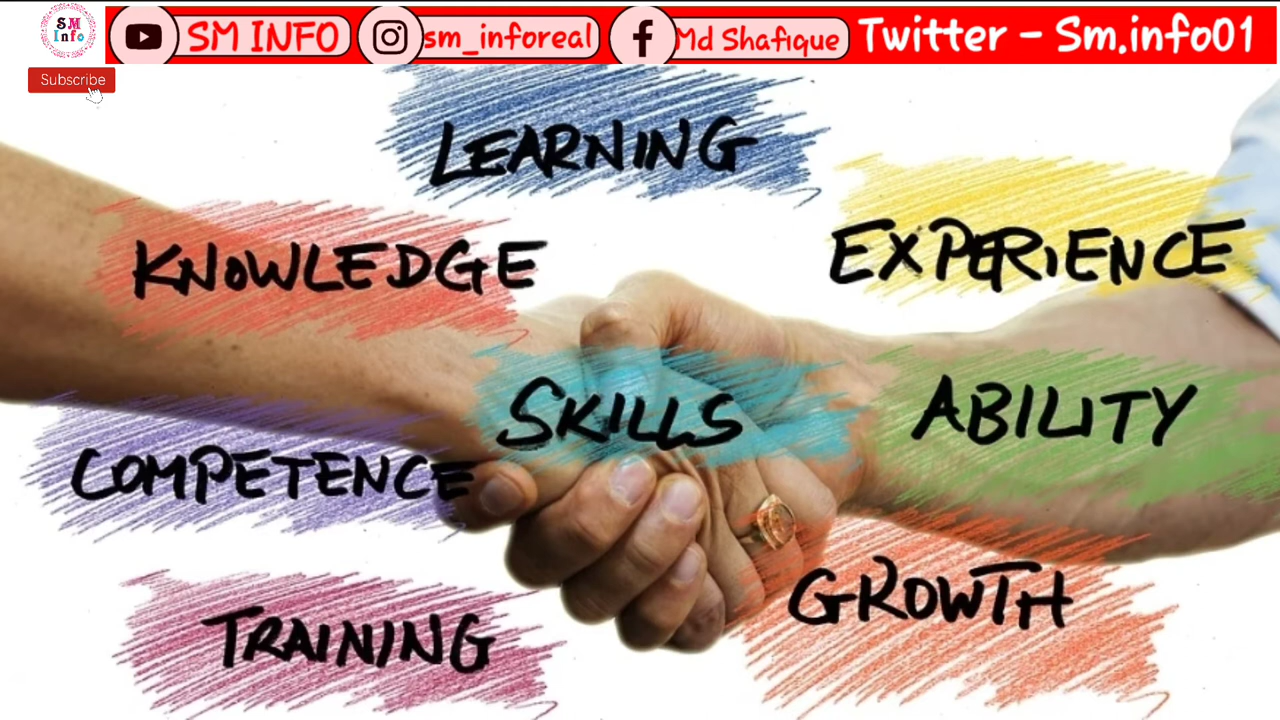 SM
Info
SM INFO
sm_inforeal
Md Shafique
Twitter - Sm.info01
Subscribe
LEARNING
KNOWLEDGE
EXPERIENCE
SKILLS
ABILITY
COMPETENCE
GROWTH
TRAINING